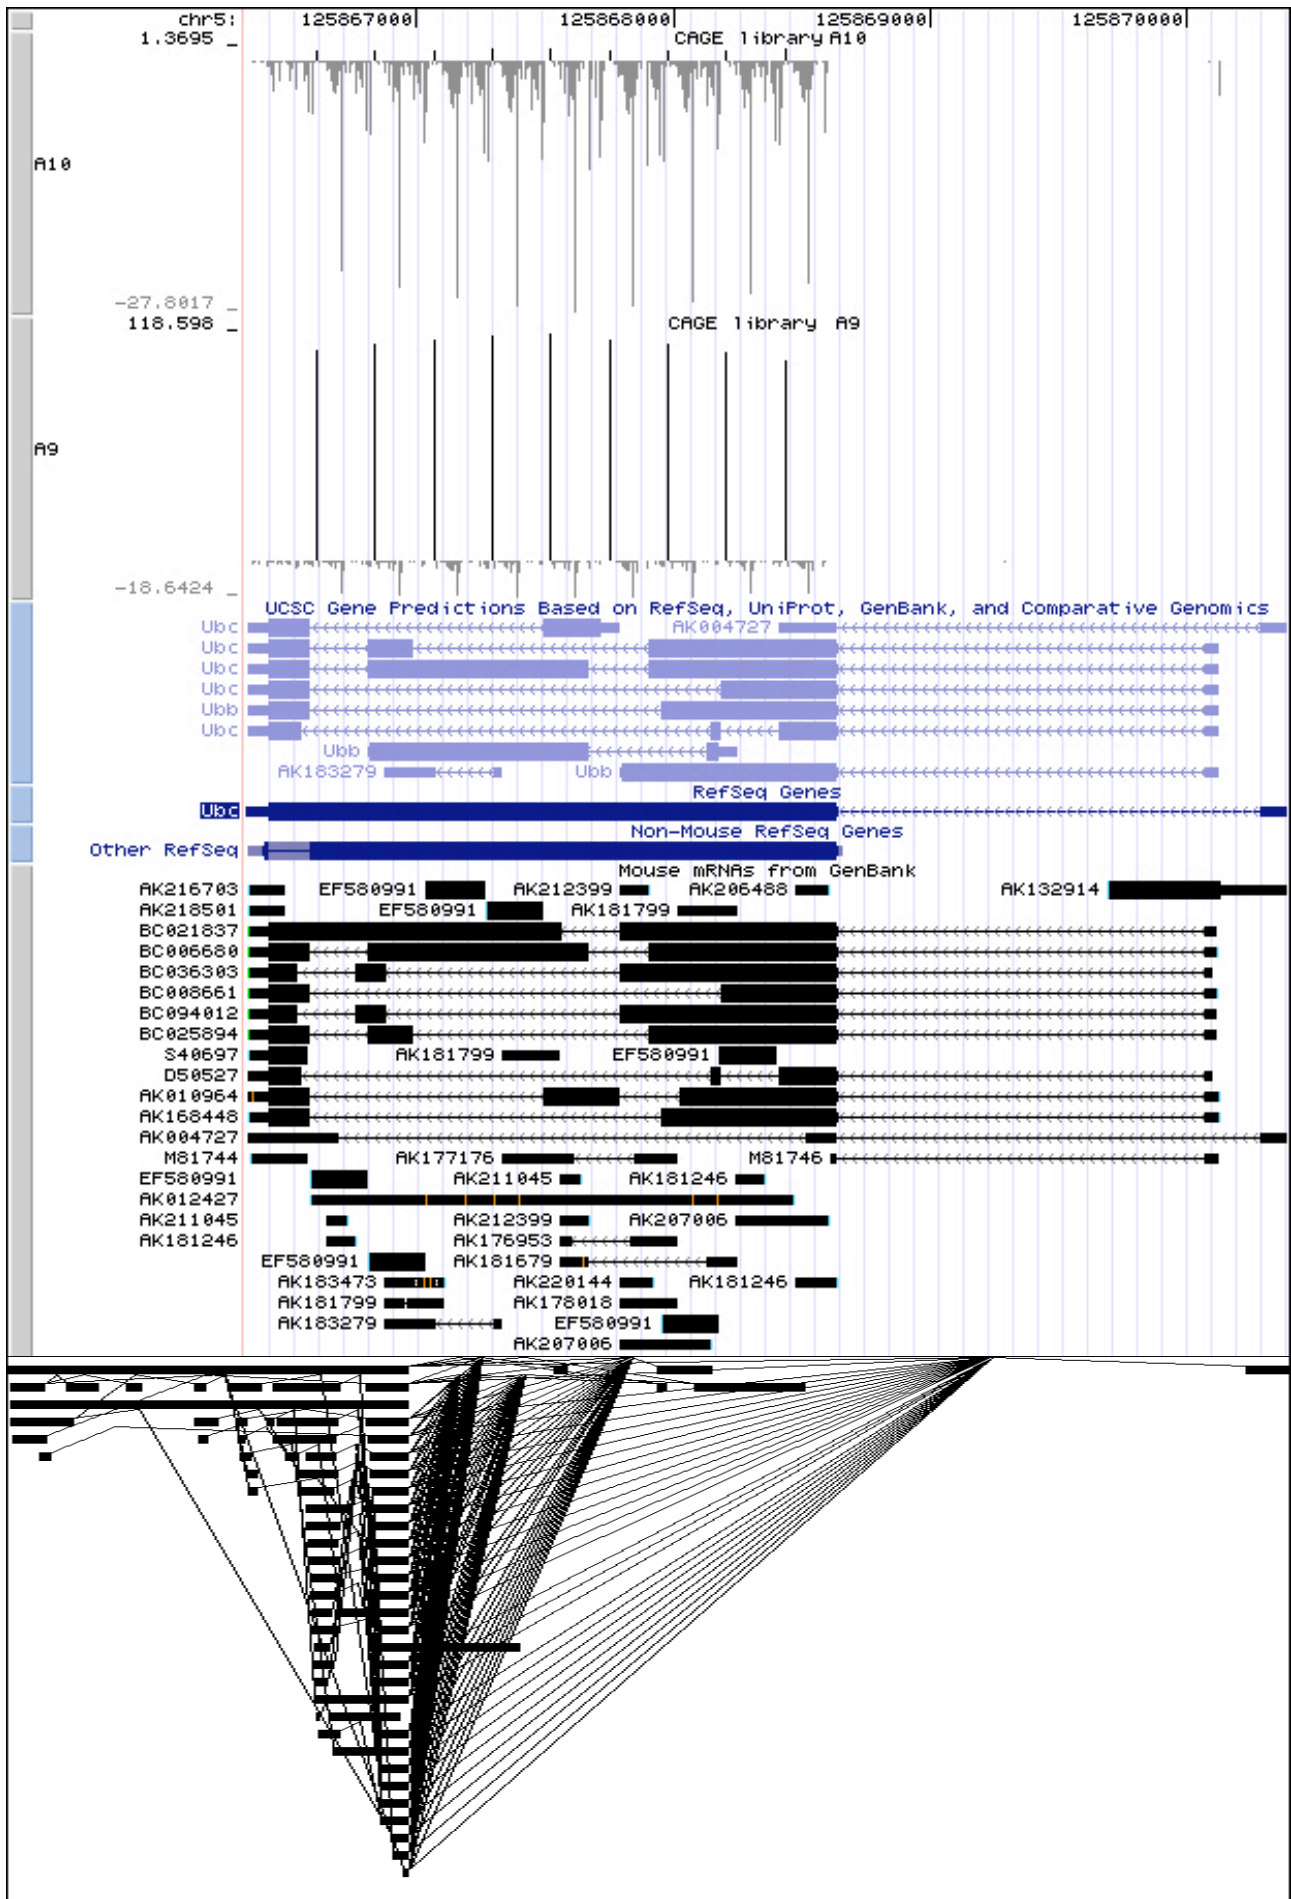 chr5: 125867000 125868000 125869000 125870000
1.3695 _ CAGE library A10
A10
-27.8017 _
118.598 _ CAGE library A9
A9
-18.6424 _
UCSC Gene Predictions Based on RefSeq, UniProt, GenBank, and Comparative Genomics
Ubc AK004727
Ubc
Ubc
Ubc
Ubb
Ubc
Ubb
AK183279 Ubb
RefSeq Genes
Ubc
Non-Mouse RefSeq Genes
Other RefSeq
Mouse mRNAs from GenBank
AK216703 EF580991 AK212399 AK206488 AK132914
AK218501 EF580991 AK181799
BC021837
BC006680
BC036303
BC008661
BC094012
BC025894
S40697 AK181799 EF580991
D50527
AK010964
AK168448
AK004727
M81744 AK177176 M81746
EF580991 AK211045 AK181246
AK012427
AK211045 AK212399 AK207006
AK181246 AK176953
EF580991 AK181679
AK183473 AK220144 AK181246
AK181799 AK178018
AK183279 EF580991
AK207006